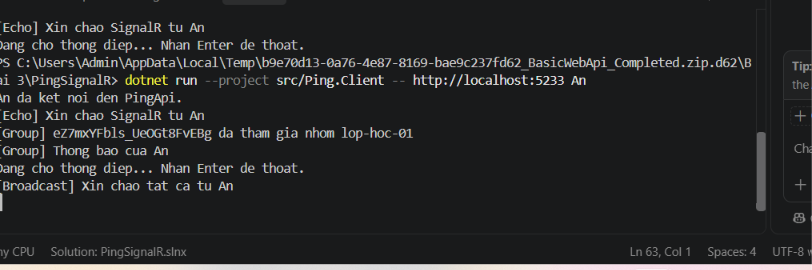 [Echo] Xin chao SignalR tu An
Dang cho thong diep... Nhan Enter de thoat.
PS C:\Users\Admin\AppData\Local\Temp\b9e70d13-0a76-4e87-8169-bae9c237fd62_BasicWebApi_Completed.zip.d62\B
ai 3\PingSignalR> dotnet run --project src/Ping.Client -- http://localhost:5233 An
An da ket noi den PingApi.
[Echo] Xin chao SignalR tu An
[Group] eZ7mxYFbls_UeOGt8FvEBg da tham gia nhom lop-hoc-01
[Group] Thong bao cua An
Dang cho thong diep... Nhan Enter de thoat.
[Broadcast] Xin chao tat ca tu An
Tip:
the
Cha
ny CPU Solution: PingSignalR.slnx Ln 63, Col 1 Spaces: 4 UTF-8 w